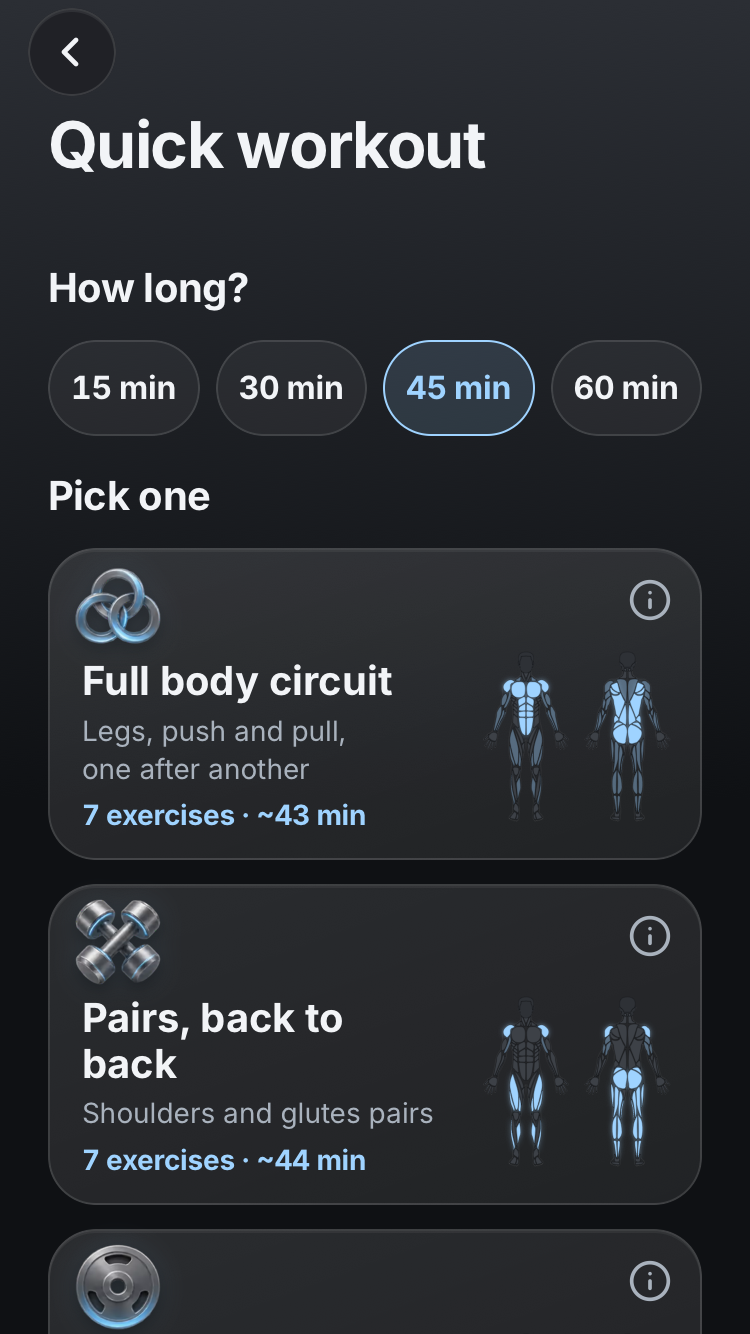 Quick workout
How long?
15 min
30 min
45 min
60 min
Pick one
Full body circuit
Legs, push and pull,
one after another
7 exercises · ~43 min
Pairs, back to
back
Shoulders and glutes pairs
7 exercises · ~44 min